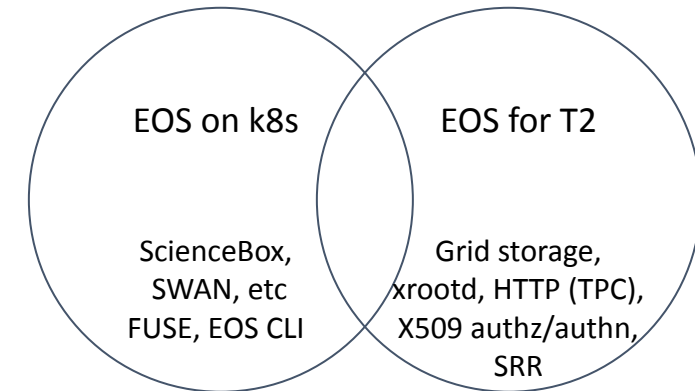 EOS on k8s
ScienceBox,
SWAN, etc
FUSE, EOS CLI
EOS for T2
Grid storage,
xrootd, HTTP (TPC),
X509 authz/authn,
SRR